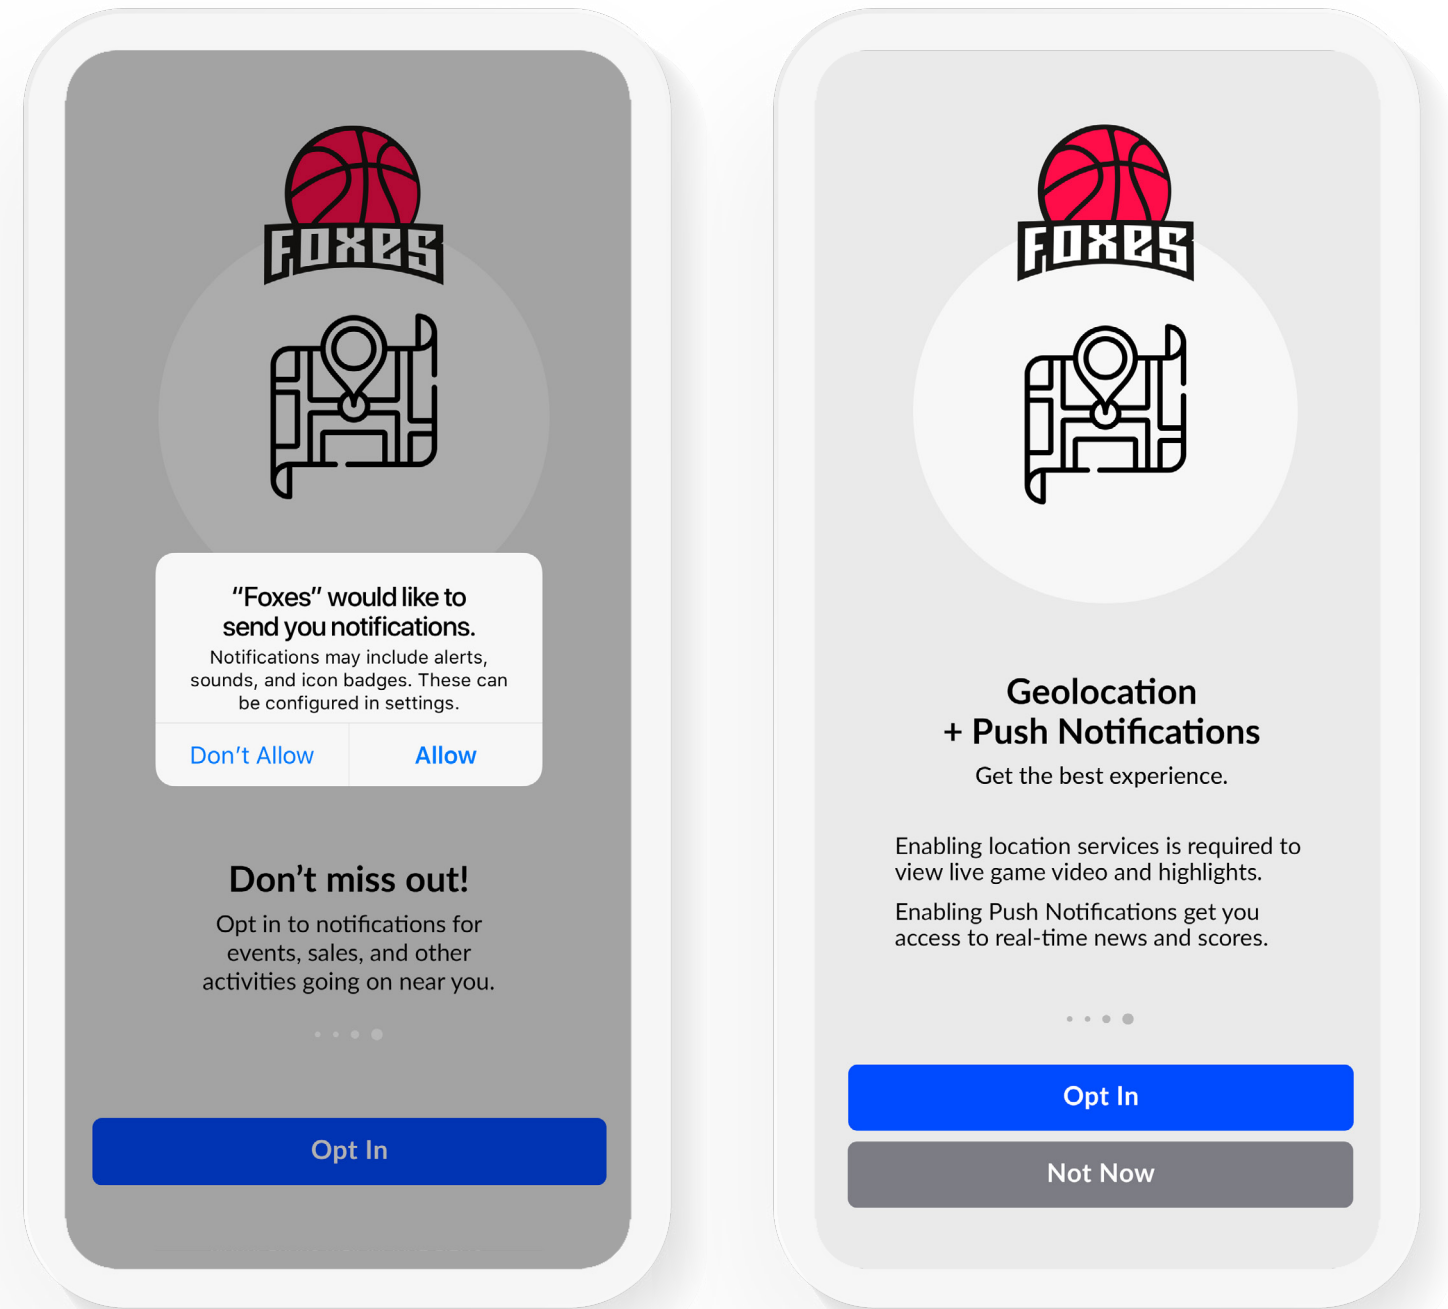 FOXES
“Foxes” would like to
send you notifications.
Notifications may include alerts,
sounds, and icon badges. These can
be configured in settings.
Don’t Allow
Allow
Don’t miss out!
Opt in to notifications for
events, sales, and other
activities going on near you.
Opt In
FOXES
Geolocation
+ Push Notifications
Get the best experience.
Enabling location services is required to
view live game video and highlights.
Enabling Push Notifications get you
access to real-time news and scores.
Opt In
Not Now